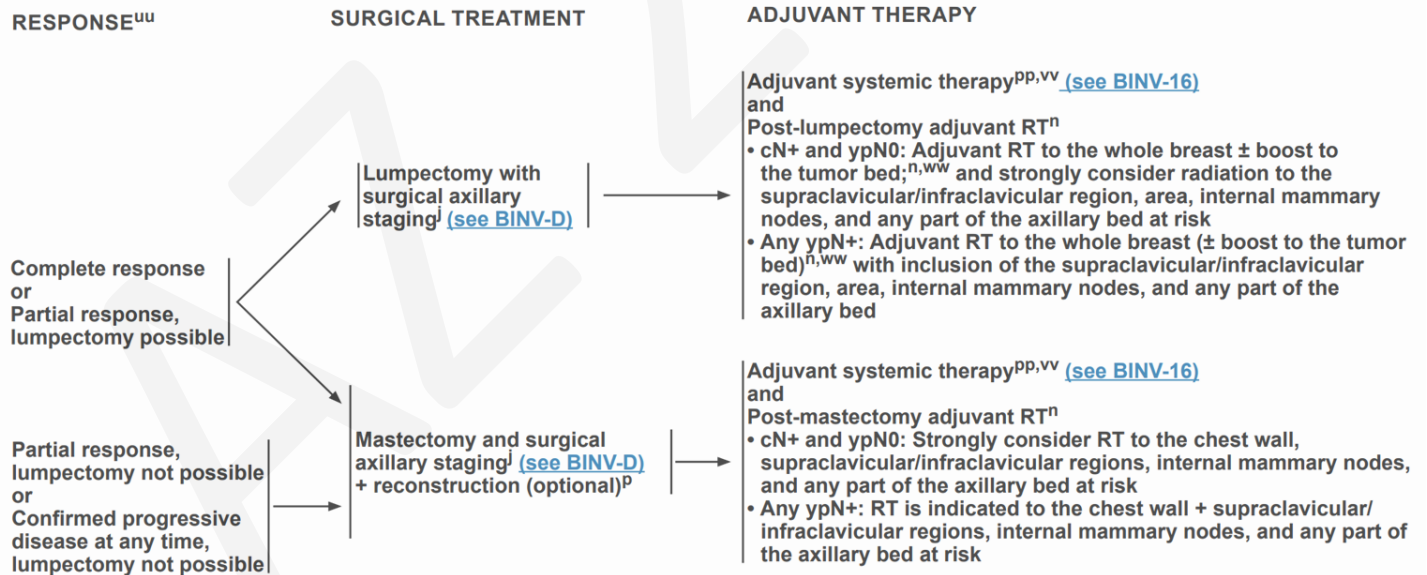 RESPONSEuu
SURGICAL TREATMENT
ADJUVANT THERAPY
Complete response
or
Partial response,
lumpectomy possible
Partial response,
lumpectomy not possible
or
Confirmed progressive
disease at any time,
lumpectomy not possible
Lumpectomy with
surgical axillary
stagingj (see BINV-D)
Mastectomy and surgical
axillary stagingj (see BINV-D)
+ reconstruction (optional)p
Adjuvant systemic therapypp,vv (see BINV-16)
and
Post-lumpectomy adjuvant RTn
• cN+ and ypN0: Adjuvant RT to the whole breast ± boost to
the tumor bed;n,ww and strongly consider radiation to the
supraclavicular/infraclavicular region, area, internal mammary
nodes, and any part of the axillary bed at risk
• Any ypN+: Adjuvant RT to the whole breast (± boost to the tumor
bed)n,ww with inclusion of the supraclavicular/infraclavicular
region, area, internal mammary nodes, and any part of the
axillary bed
Adjuvant systemic therapypp,vv (see BINV-16)
and
Post-mastectomy adjuvant RTn
• cN+ and ypN0: Strongly consider RT to the chest wall,
supraclavicular/infraclavicular regions, internal mammary nodes,
and any part of the axillary bed at risk
• Any ypN+: RT is indicated to the chest wall + supraclavicular/
infraclavicular regions, internal mammary nodes, and any part of
the axillary bed at risk